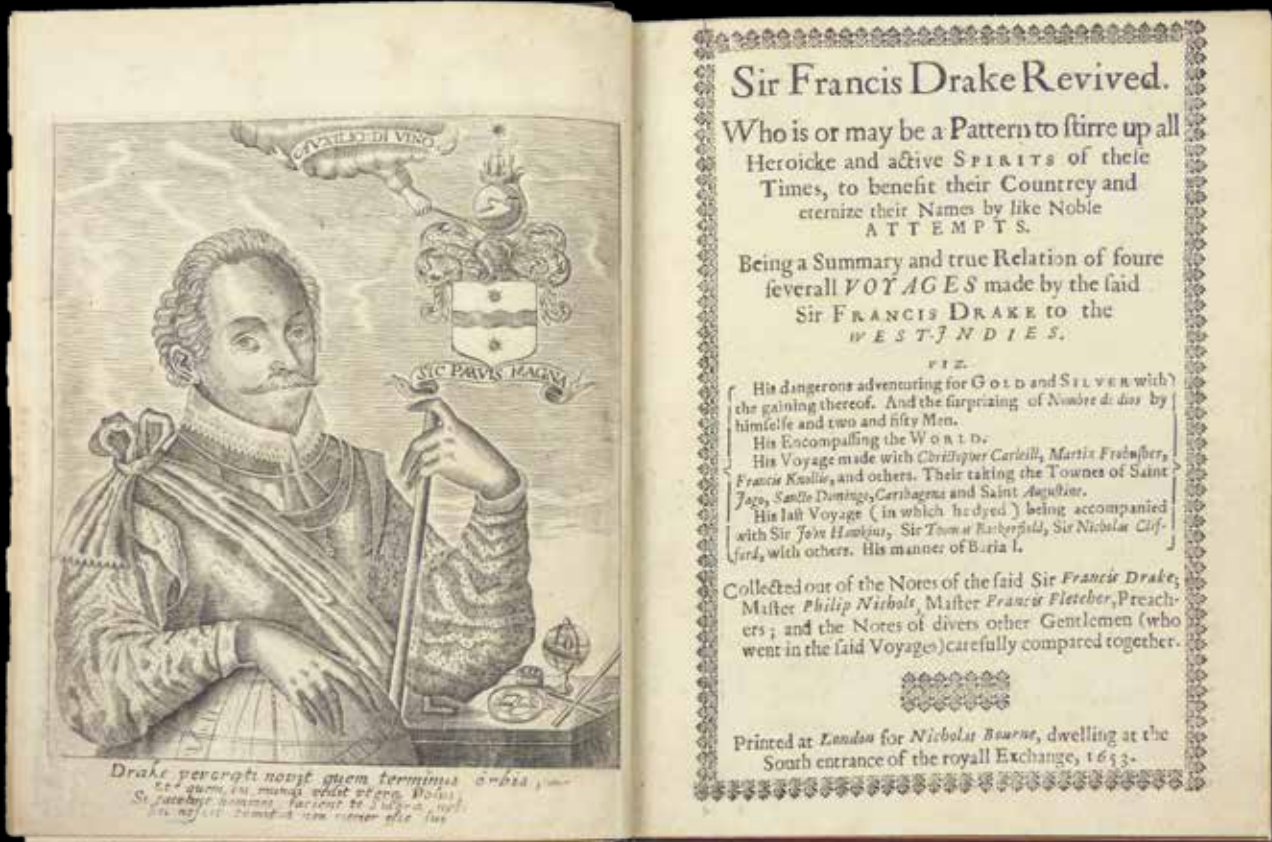 AVXILIO DI VINO
SIC PARVIS MAGNA
Drake
novit quem terminus orbis
Sir Francis Drake Revived.
Who is or may be a Pattern to ſtirre up all
Heroicke and active SPIRITS of theſe
Times, to benefit their Countrey and
eternize their Names by like Noble
ATTEMPTS.
Being a Summary and true Relation of foure
ſeverall VOYAGES made by the ſaid
Sir FRANCIS DRAKE to the
WEST-INDIES.
VIZ.
His dangerous adventuring for GOLD and SILVER with
the gaining thereof. And the ſurprizing of Nombre de dios by
himſelfe and two and fifty Men.
His Encompaſſing the WORLD.
His Voyage made with Chriſtopher Carleill, Martin Frobuſher,
Francis Knollis, and others. Their taking the Townes of Saint
Jago, Sancto Domingo, Carthagena and Saint Auguſtine.
His laſt Voyage (in which he dyed) being accompanied
with Sir John Hawkins, Sir Thomas Baskerfield, Sir Nicholas Clif-
ford, with others. His manner of Buriall.
Collected out of the Notes of the ſaid Sir Francis Drake,
Maſter Philip Nichols, Maſter Francis Fletcher, Preach-
ers; and the Notes of divers other Gentlemen (who
went in the ſaid Voyages) carefully compared together.
Printed at London for Nicholas Bourne, dwelling at the
South entrance of the royall Exchange, 1653.